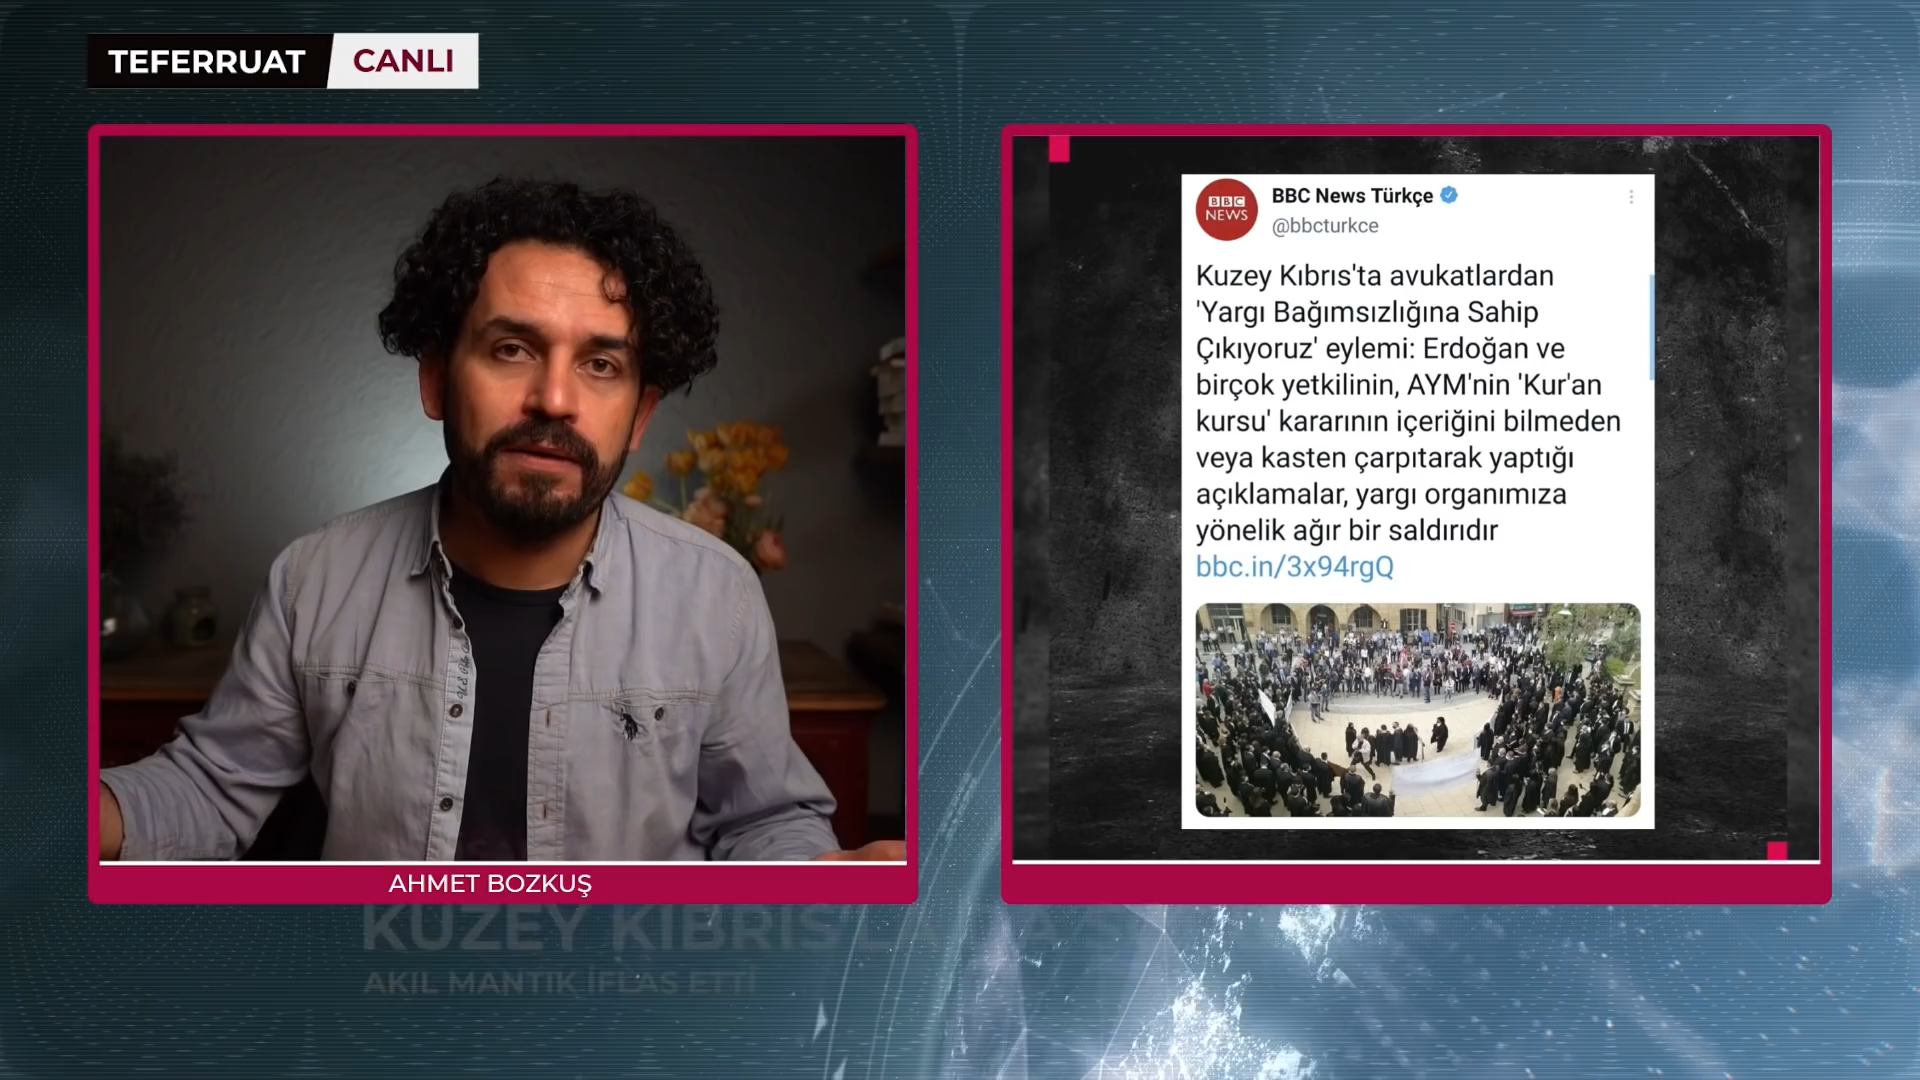 TEFERRUAT CANLI
BBC NEWS
BBC News Türkçe
@bbcturkce
Kuzey Kıbrıs'ta avukatlardan
'Yargı Bağımsızlığına Sahip
Çıkıyoruz' eylemi: Erdoğan ve
birçok yetkilinin, AYM'nin 'Kur'an
kursu' kararının içeriğini bilmeden
veya kasten çarpıtarak yaptığı
açıklamalar, yargı organımıza
yönelik ağır bir saldırıdır
bbc.in/3x94rgQ
AHMET BOZKUŞ
KUZEY KIBRIS'LA
AKIL MANTIK İFLAS ETTİ